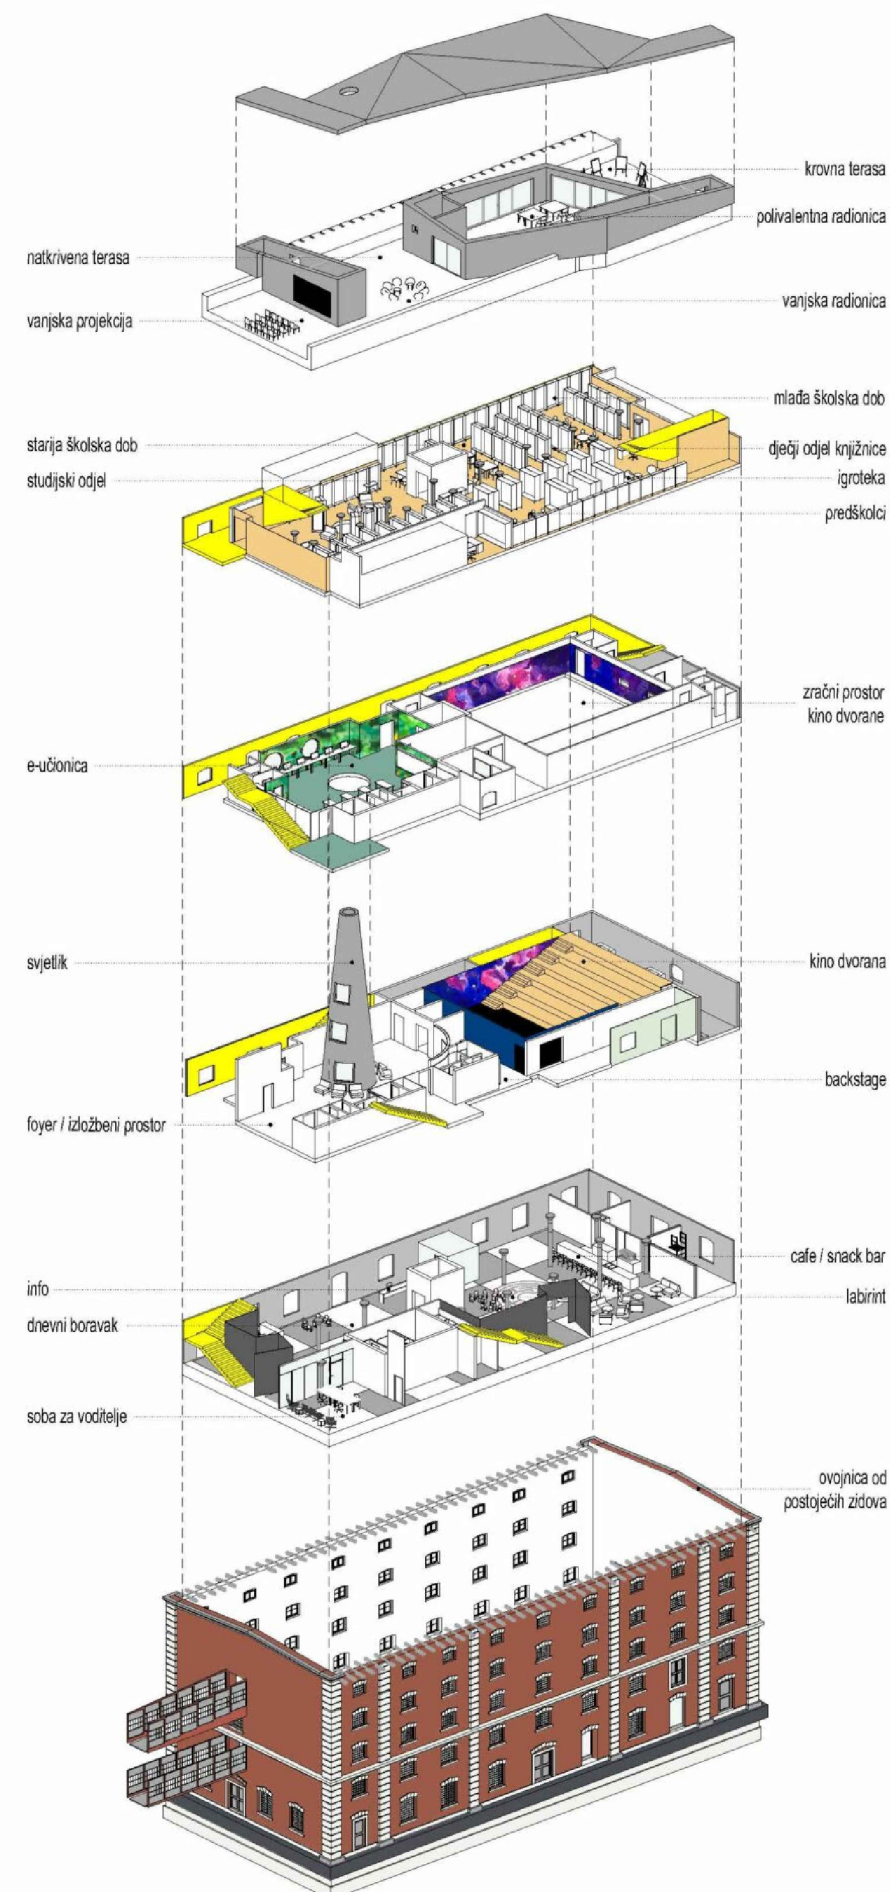 krovna terasa
polivalentna radionica
natkrivena terasa
vanjska radionica
vanjska projekcija
mlađa školska dob
starija školska dob
dječji odjel knjižnice
studijski odjel
igroteka
predškolci
zračni prostor
kino dvorane
e-učionica
svjetlik
kino dvorana
backstage
foyer / izložbeni prostor
cafe / snack bar
info
labirint
dnevni boravak
soba za voditelje
ovojnica od
postojećih zidova